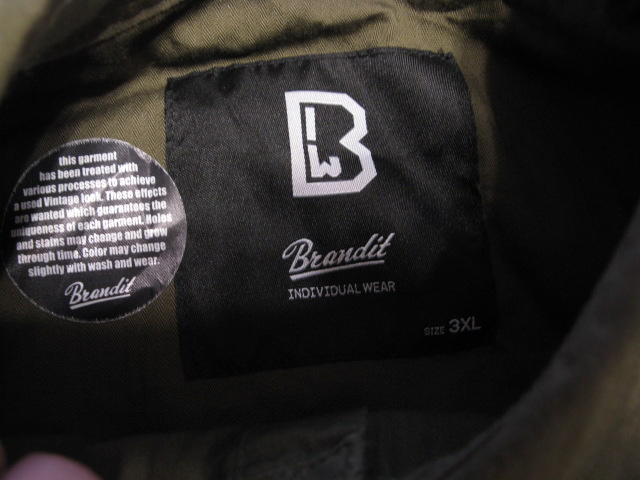 this garment
has been treated with
various processes to achieve
a used Vintage look. These effects
are wanted which guarantees the
uniqueness of each garment. Holes
and stains may change and grow
through time. Color may change
slightly with wash and wear.
Brandit
B
IW
Brandit
INDIVIDUAL WEAR
SIZE 3XL